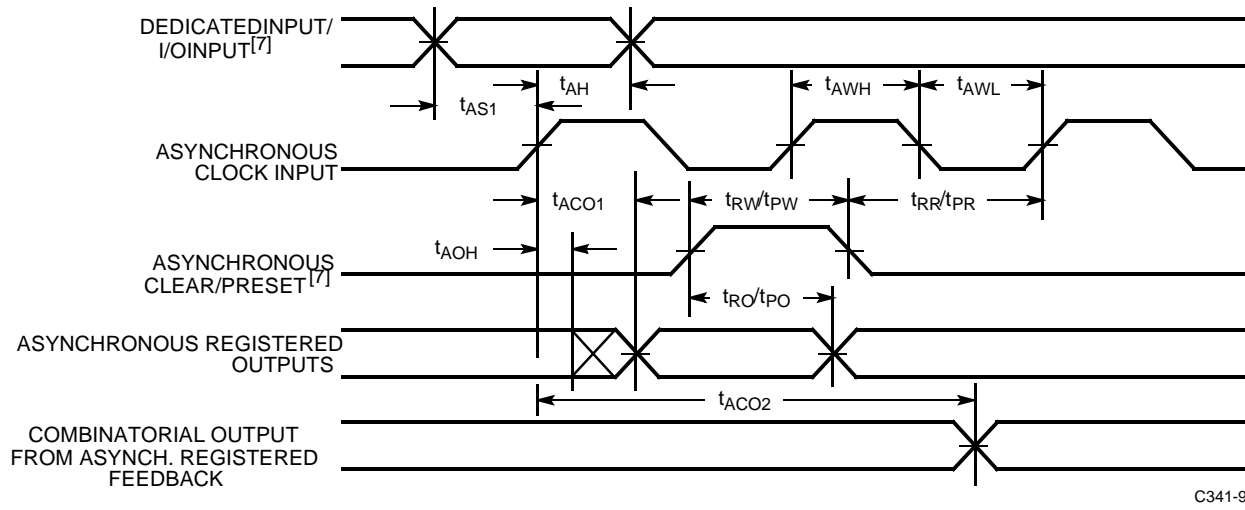 DEDICATEDINPUT/
I/OINPUT[7]
tAH
tAWH
tAWL
tAS1
ASYNCHRONOUS
CLOCK INPUT
tACO1
tRW/tPW
tRR/tPR
tAOH
ASYNCHRONOUS
CLEAR/PRESET[7]
tRO/tPO
ASYNCHRONOUS REGISTERED
OUTPUTS
tACO2
COMBINATORIAL OUTPUT
FROM ASYNCH. REGISTERED
FEEDBACK
C341-9